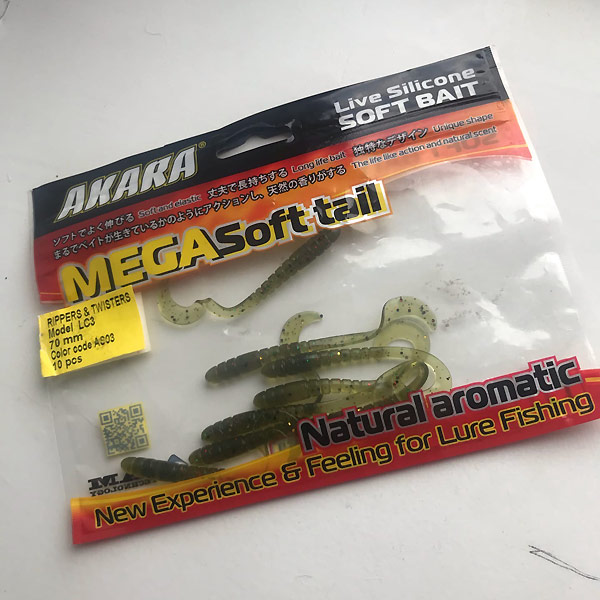 Live Silicone
SOFT BAIT
AKARA®
ソフトでよく伸びる Soft and elastic 丈夫で長持ちする Long life bait 独特なデザイン Unique shape
まるでベイトが生きているかのようにアクションし、天然の香りがする The life like action and natural scent
MEGA Soft tail
RIPPERS & TWISTERS
Model LC3
70 mm
Color code AS03
10 pcs
Natural aromatic
New Experience & Feeling for Lure Fishing
TECHNOLOGY